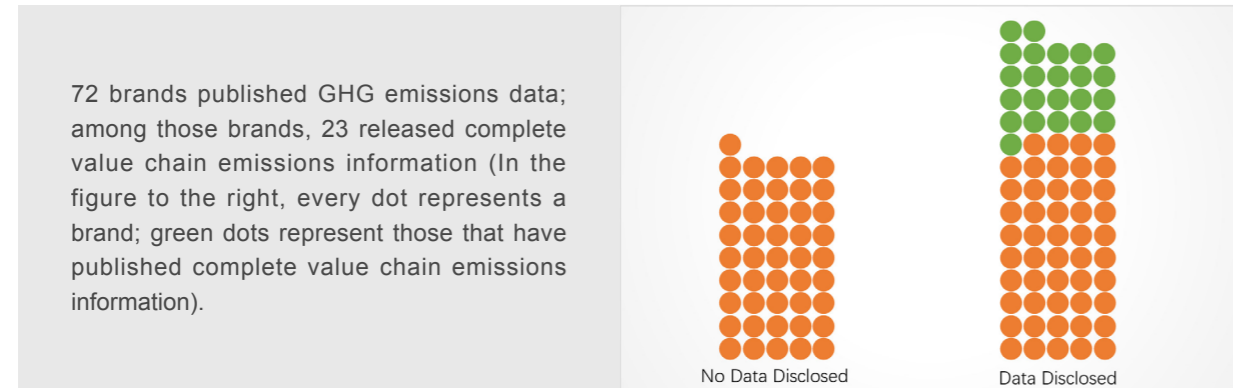 72 brands published GHG emissions data;
among those brands, 23 released complete
value chain emissions information (In the
figure to the right, every dot represents a
brand; green dots represent those that have
published complete value chain emissions
information).
No Data Disclosed
Data Disclosed